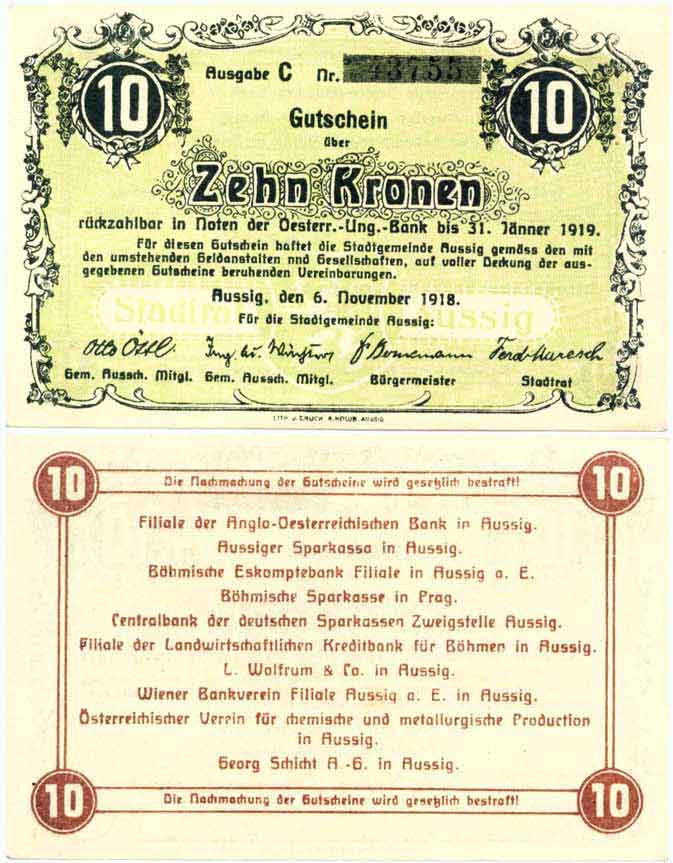 10 Ausgabe C Nr. 43755 10
Gutschein
über
Zehn Kronen
rückzahlbar in Noten der Oesterr.-Ung.-Bank bis 31. Jänner 1919.
Für diesen Gutschein haftet die Stadtgemeinde Aussig gemäss den mit
den umstehenden Geldanstalten nnd Gesellschaften, auf voller Deckung der aus-
gegebenen Gutscheine beruhenden Vereinbarungen.
Aussig, den 6. November 1918.
Stadtrat Aussig
Für die Stadtgemeinde Aussig:
Ferd. Maresch
Gem. Aussch. Mitgl. Gem. Aussch. Mitgl. Bürgermeister Stadtrat
LITH. U. DRUCK A. HOLUB, AUSSIG
10 Die Nachmachung der Gutscheine wird gesetzlich bestraft! 10
Filiale der Anglo-Oesterreichischen Bank in Aussig.
Aussiger Sparkassa in Aussig.
Böhmische Eskomptebank Filiale in Aussig a. E.
Böhmische Sparkasse in Prag.
Centralbank der deutschen Sparkassen Zweigstelle Aussig.
Filiale der Landwirtschaftlichen Kreditbank für Böhmen in Aussig.
L. Wolfrum & Co. in Aussig.
Wiener Bankverein Filiale Aussig a. E. in Aussig.
Österreichischer Verein für chemische und metallurgische Production
in Aussig.
Georg Schicht A.-G. in Aussig.
10 Die Nachmachung der Gutscheine wird gesetzlich bestraft! 10